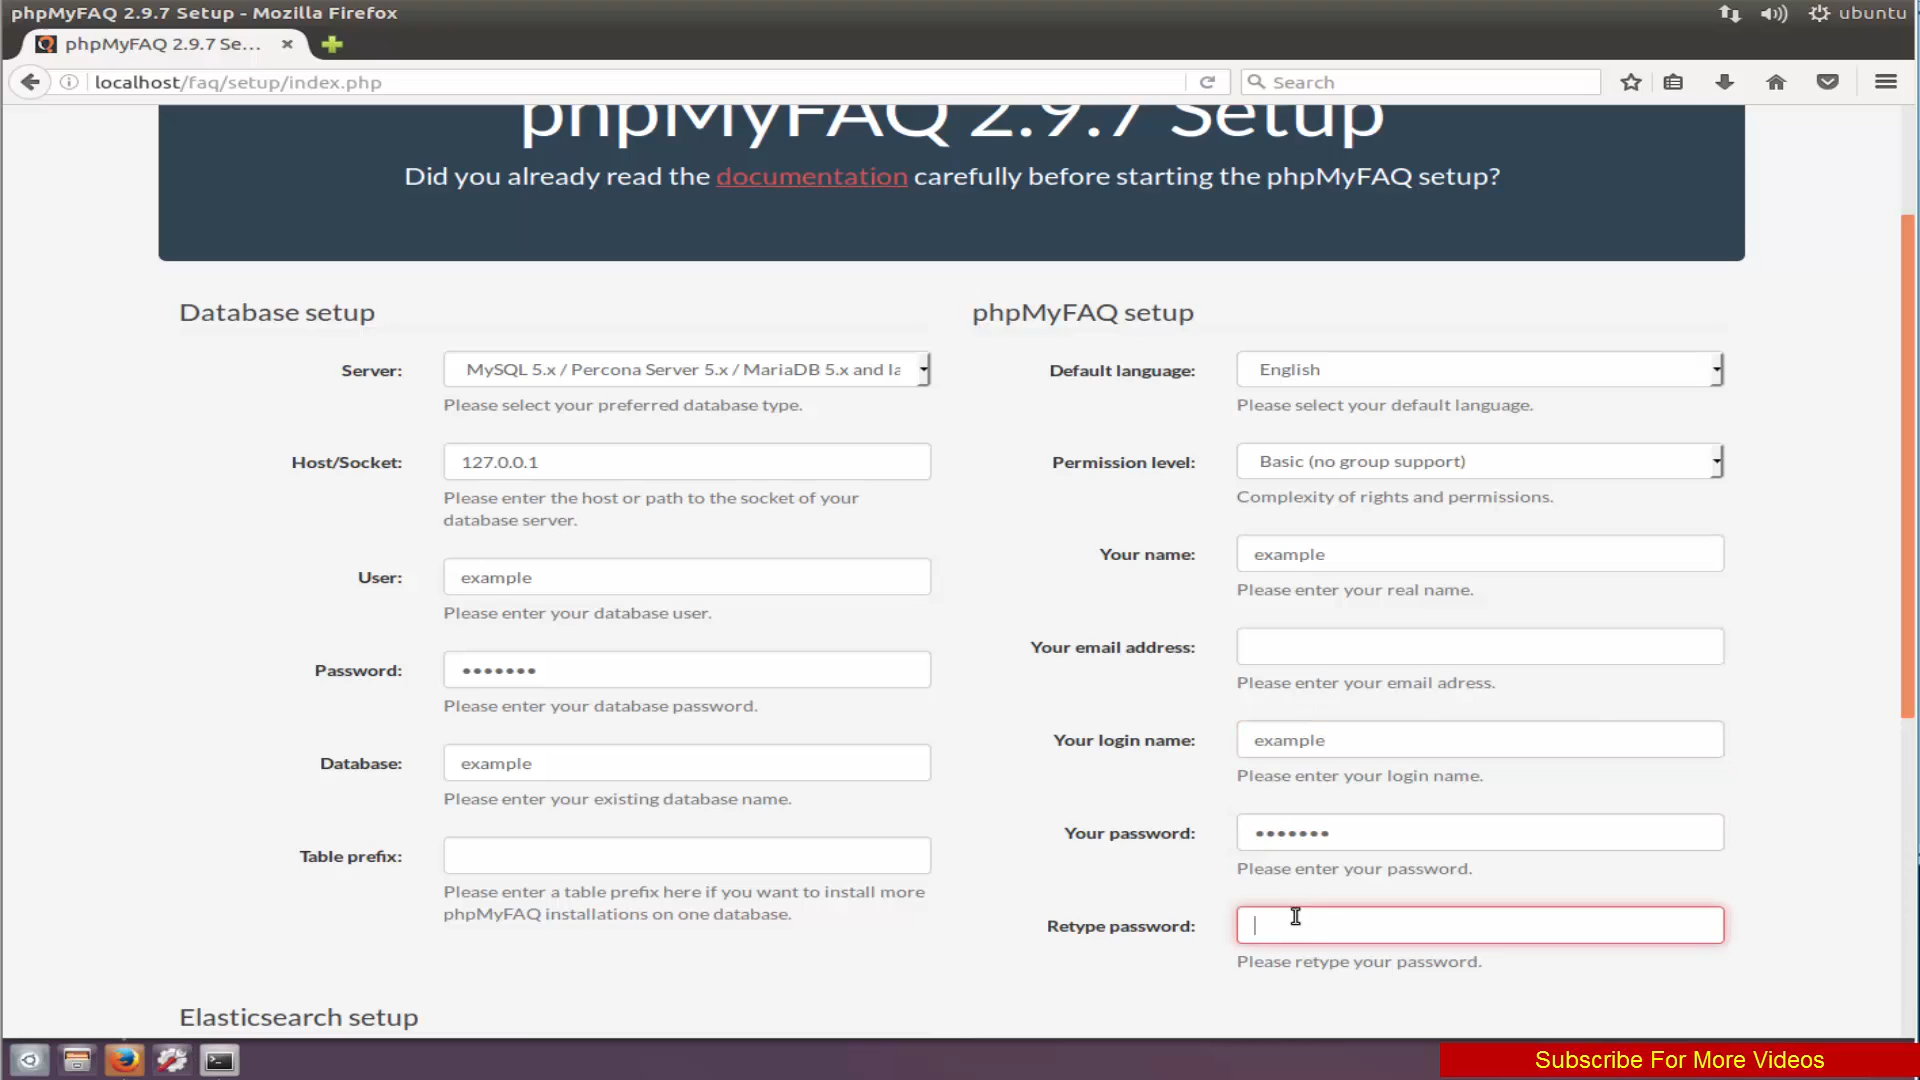 phpMyFAQ 2.9.7 Setup - Mozilla Firefox
ubuntu
phpMyFAQ 2.9.7 Se...
localhost/faq/setup/index.php
Search
phpMyFAQ 2.9.7 Setup
Did you already read the documentation carefully before starting the phpMyFAQ setup?
Database setup
Server:
MySQL 5.x / Percona Server 5.x / MariaDB 5.x and la
Please select your preferred database type.
Host/Socket:
127.0.0.1
Please enter the host or path to the socket of your
database server.
User:
example
Please enter your database user.
Password:
•••••••
Please enter your database password.
Database:
example
Please enter your existing database name.
Table prefix:
Please enter a table prefix here if you want to install more
phpMyFAQ installations on one database.
phpMyFAQ setup
Default language:
English
Please select your default language.
Permission level:
Basic (no group support)
Complexity of rights and permissions.
Your name:
example
Please enter your real name.
Your email address:
Please enter your email adress.
Your login name:
example
Please enter your login name.
Your password:
•••••••
Please enter your password.
Retype password:
Please retype your password.
Elasticsearch setup
Subscribe For More Videos